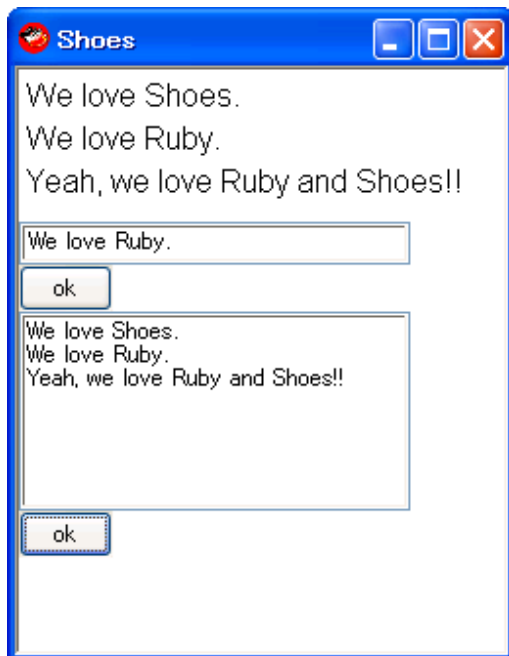 Shoes
We love Shoes.
We love Ruby.
Yeah, we love Ruby and Shoes!!
We love Ruby.
ok
We love Shoes.
We love Ruby.
Yeah, we love Ruby and Shoes!!
ok